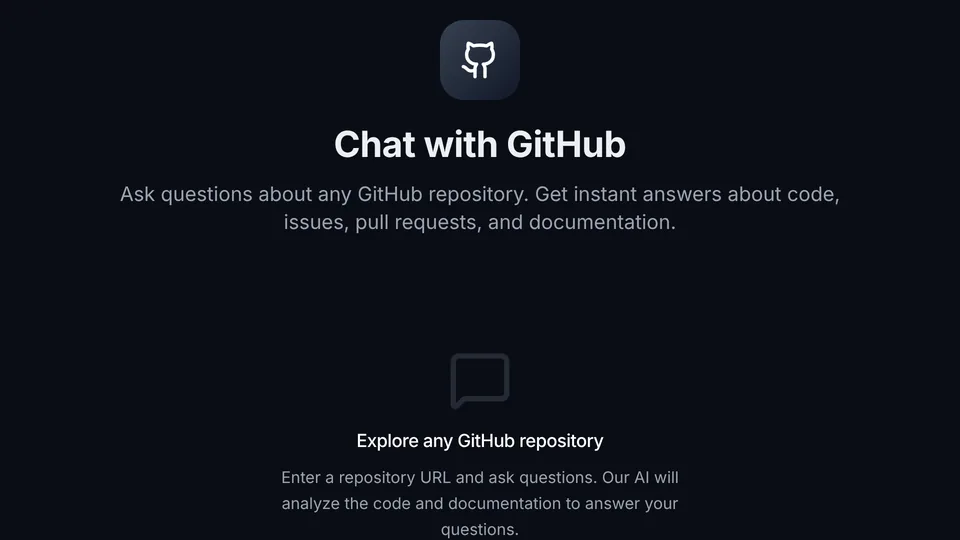 Chat with GitHub
Ask questions about any GitHub repository. Get instant answers about code,
issues, pull requests, and documentation.
Explore any GitHub repository
Enter a repository URL and ask questions. Our AI will
analyze the code and documentation to answer your
questions.